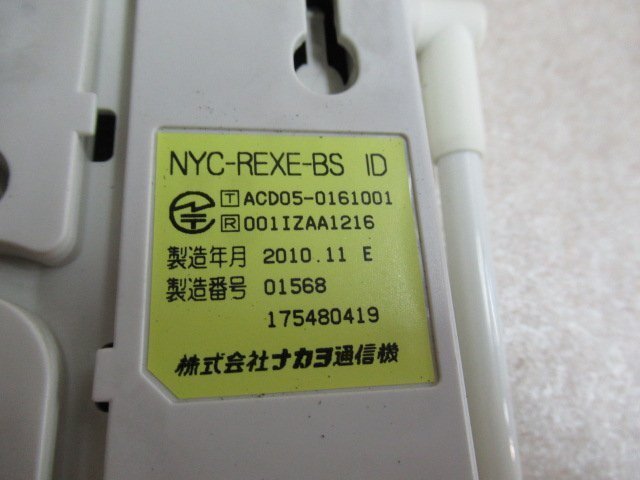 NYC-REXE-BS ID
T ACD05-0161001
R 001IZAA1216
製造年月 2010.11 E
製造番号 01568
175480419
株式会社ナカヨ通信機